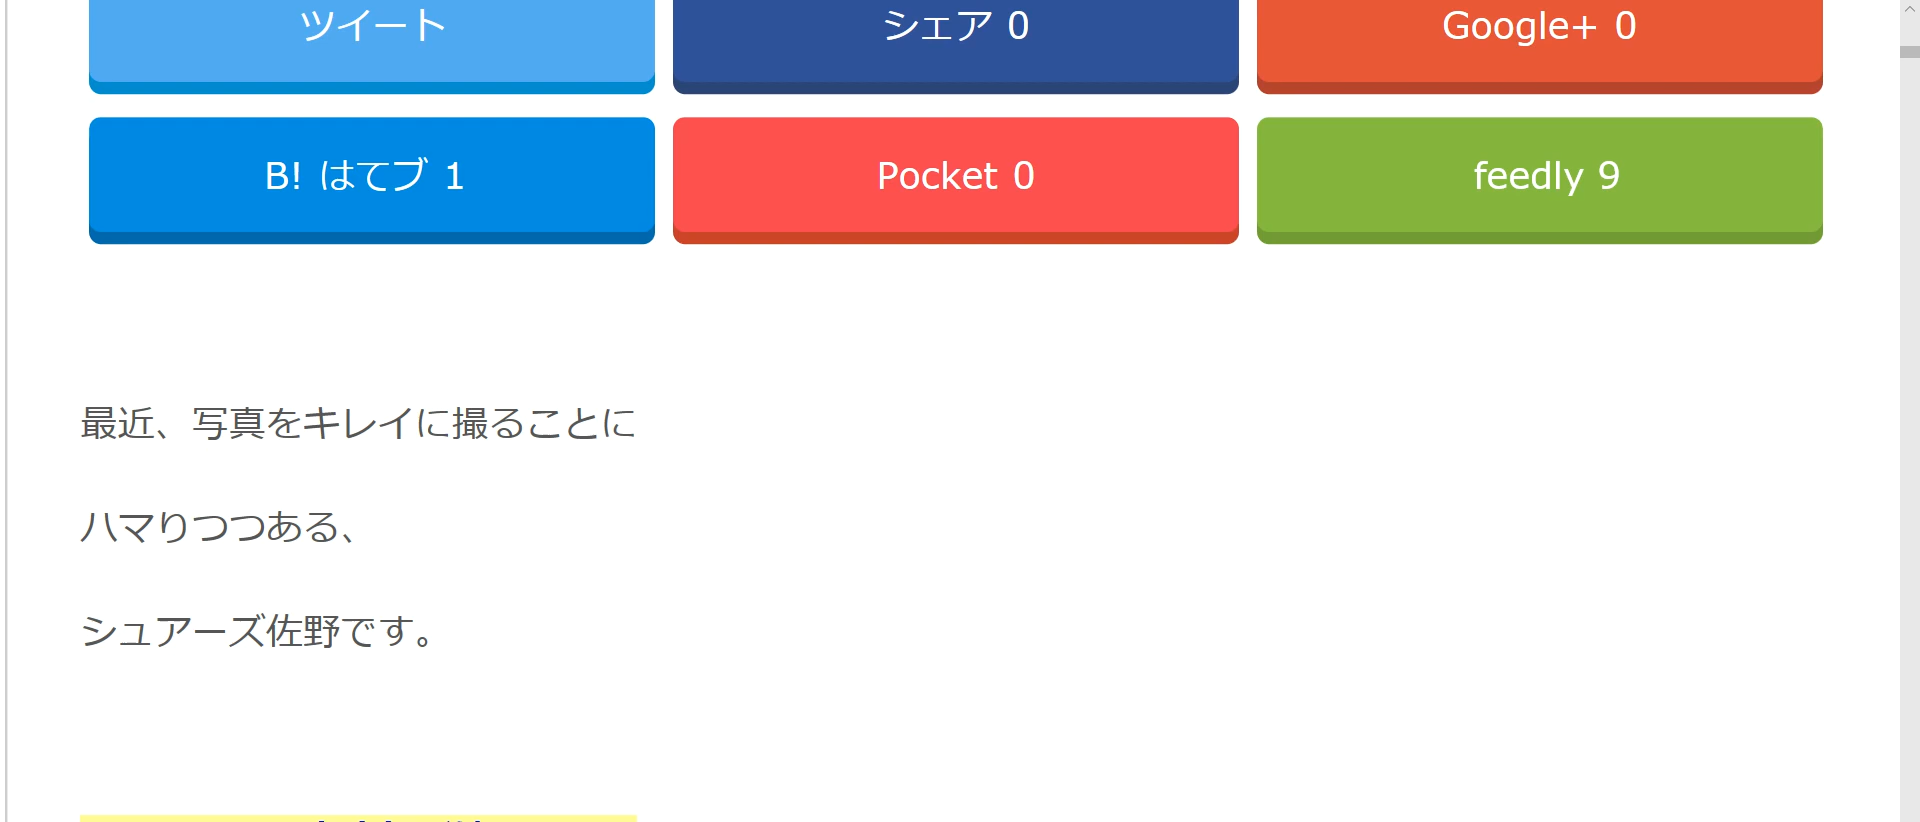 ツイート
シェア 0
Google+ 0
B! はてブ 1
Pocket 0
feedly 9
最近、写真をキレイに撮ることに
ハマりつつある、
シュアーズ佐野です。